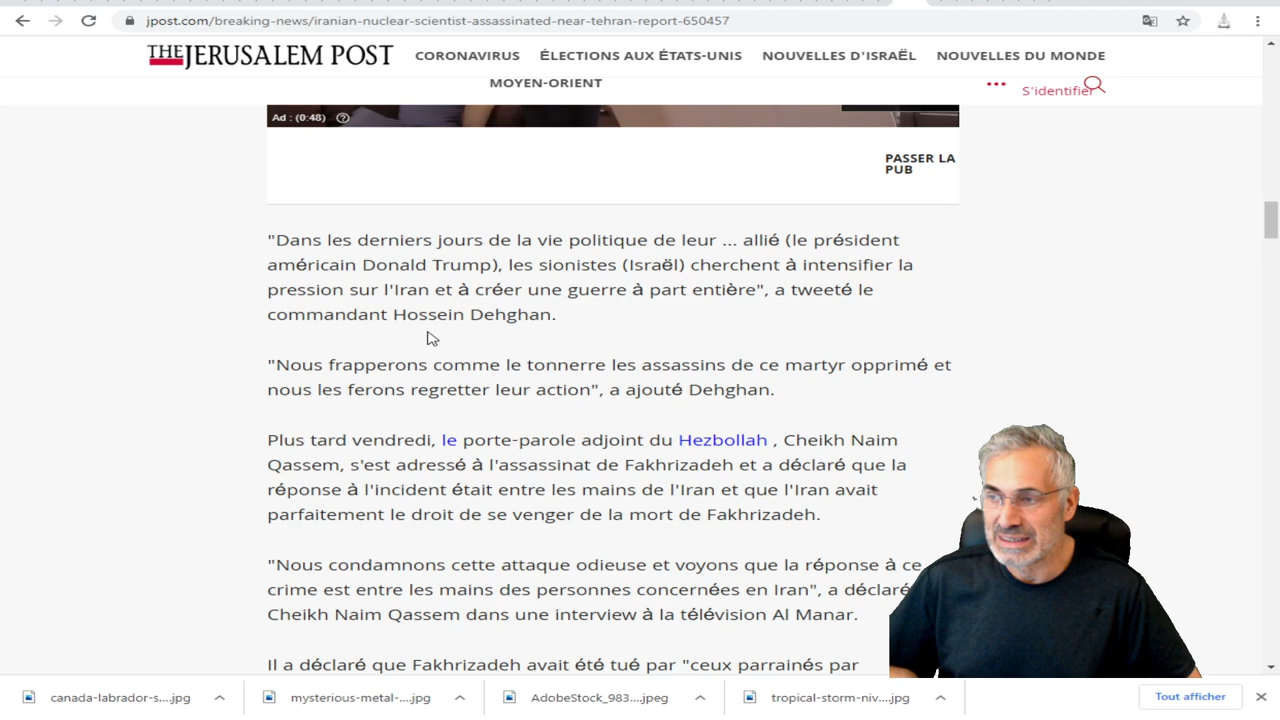 jpost.com/breaking-news/iranian-nuclear-scientist-assassinated-near-tehran-report-650457
THE JERUSALEM POST
CORONAVIRUS ÉLECTIONS AUX ÉTATS-UNIS NOUVELLES D'ISRAËL NOUVELLES DU MONDE
MOYEN-ORIENT
S'identifier
Ad : (0:48)
PASSER LA
PUB
"Dans les derniers jours de la vie politique de leur ... allié (le président
américain Donald Trump), les sionistes (Israël) cherchent à intensifier la
pression sur l'Iran et à créer une guerre à part entière", a tweeté le
commandant Hossein Dehghan.
"Nous frapperons comme le tonnerre les assassins de ce martyr opprimé et
nous les ferons regretter leur action", a ajouté Dehghan.
Plus tard vendredi, le porte-parole adjoint du Hezbollah , Cheikh Naim
Qassem, s'est adressé à l'assassinat de Fakhrizadeh et a déclaré que la
réponse à l'incident était entre les mains de l'Iran et que l'Iran avait
parfaitement le droit de se venger de la mort de Fakhrizadeh.
"Nous condamnons cette attaque odieuse et voyons que la réponse à ce
crime est entre les mains des personnes concernées en Iran", a déclaré
Cheikh Naim Qassem dans une interview à la télévision Al Manar.
Il a déclaré que Fakhrizadeh avait été tué par "ceux parrainés par
canada-labrador-s....jpg mysterious-metal-....jpg AdobeStock_983....jpeg tropical-storm-niv....jpg Tout afficher